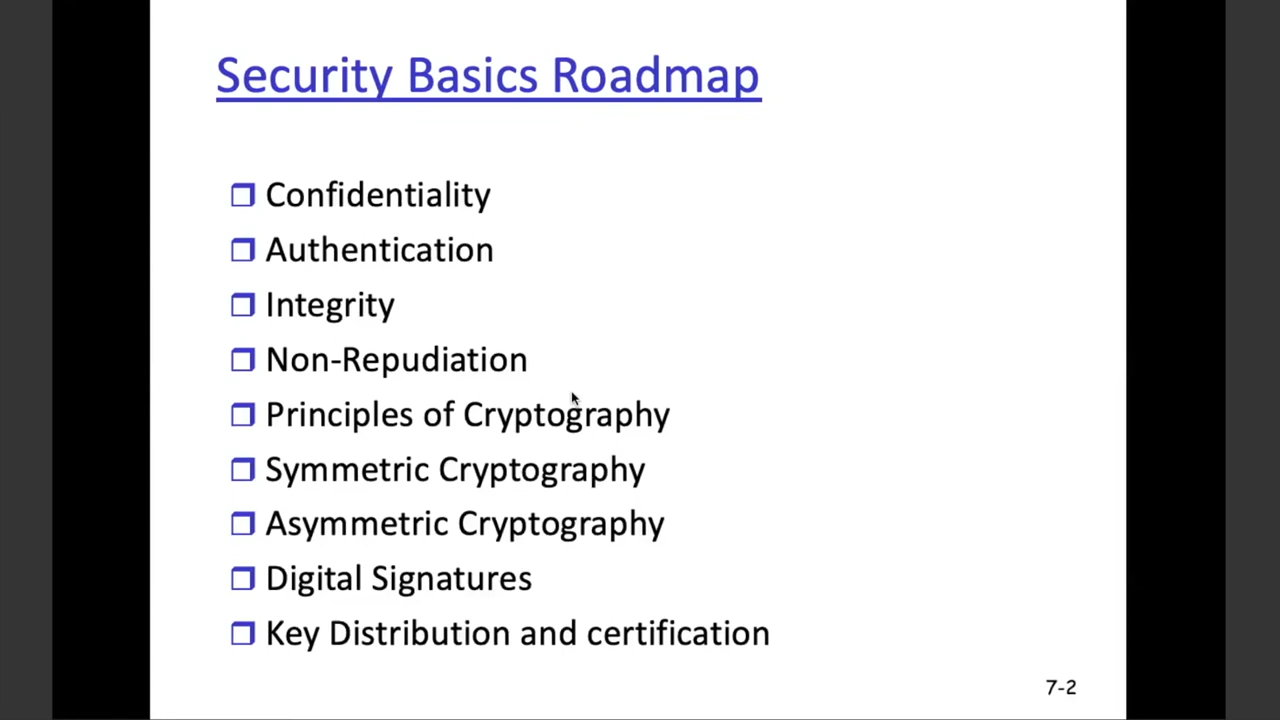 Security Basics Roadmap
Confidentiality
Authentication
Integrity
Non-Repudiation
Principles of Cryptography
Symmetric Cryptography
Asymmetric Cryptography
Digital Signatures
Key Distribution and certification
7-2